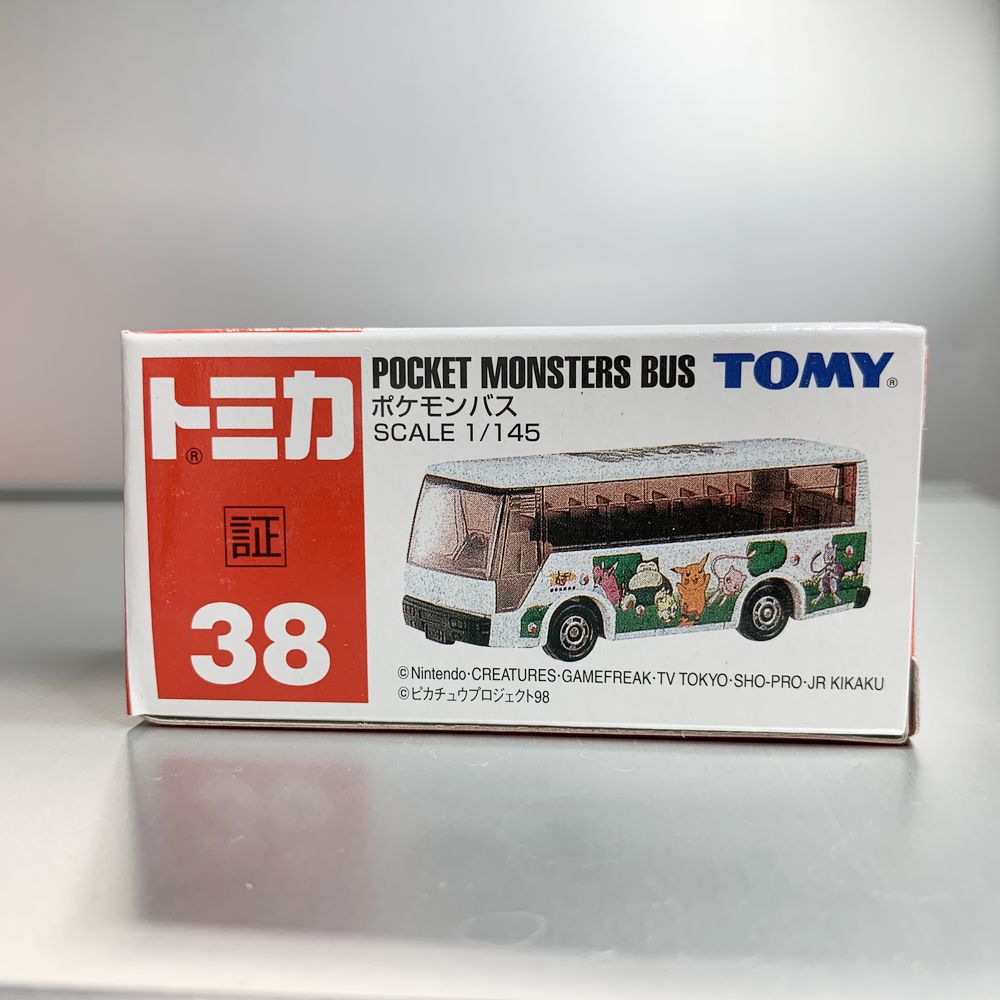 トミカ®
証
38
POCKET MONSTERS BUS TOMY®
ポケモンバス
SCALE 1/145
©Nintendo·CREATURES·GAMEFREAK·TV TOKYO·SHO-PRO·JR KIKAKU
©ピカチュウプロジェクト98